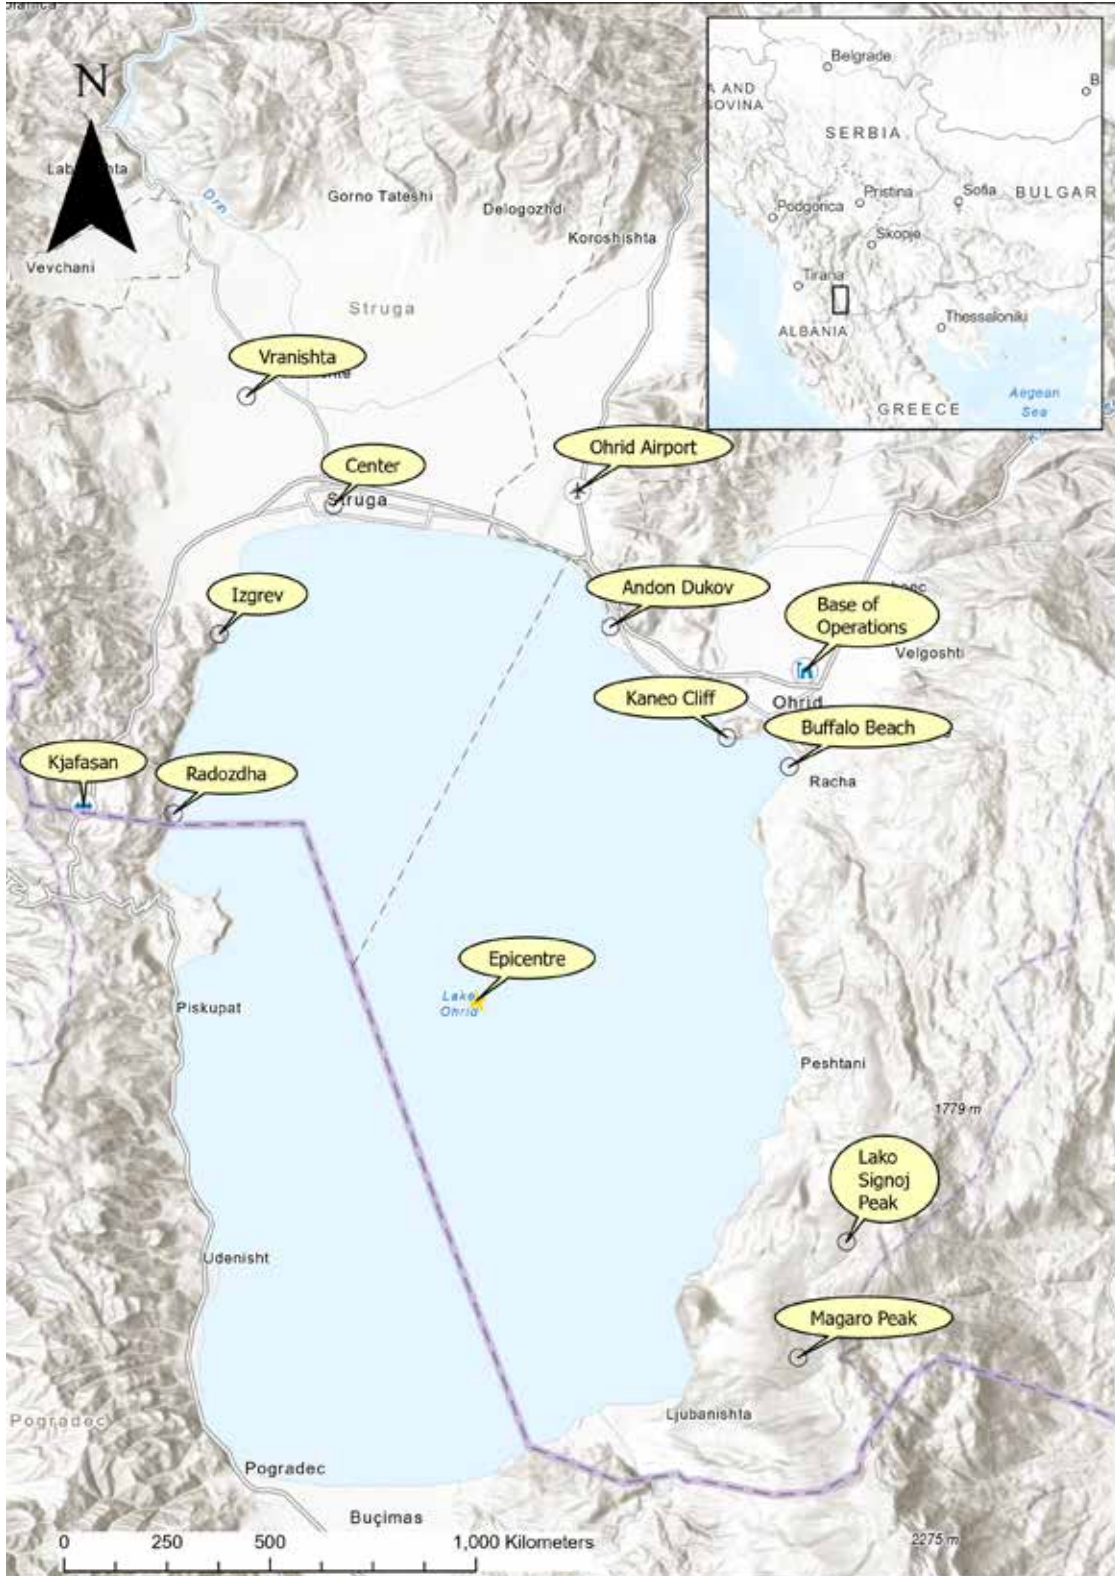 N
Drin
Gorno Tateshi
Delogozhdi
Koroshishta
Vevchani
Struga
Vranishta
Center
Struga
Ohrid Airport
Izgrev
Andon Dukov
Base of
Operations
Velgoshti
Kaneo Cliff
Ohrid
Buffalo Beach
Racha
Kjafasan
Radozdha
Epicentre
Lake
Ohrid
Piskupat
Peshtani
1779 m
Lako
Signoj
Peak
Udenisht
Magaro Peak
Ljubanishta
Pogradec
Pogradec
Buçimas
0 250 500 1,000 Kilometers
2275 m
Belgrade
B
A AND
GOVINA
SERBIA
Pristina
Sofia
BULGAR
Podgorica
Skopje
Tirana
ALBANIA
Thessaloniki
Aegean
Sea
GREECE